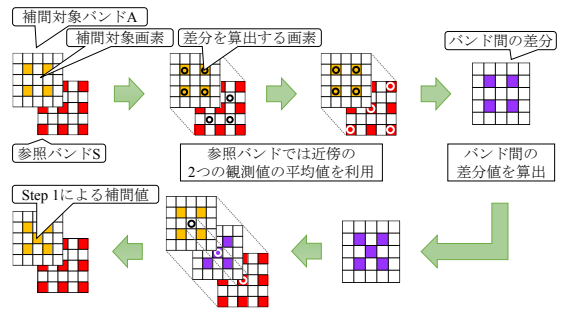 補間対象バンドA
補間対象画素
差分を算出する画素
バンド間の差分
参照バンドS
参照バンドでは近傍の
2つの観測値の平均値を利用
バンド間の
差分値を算出
Step 1による補間値